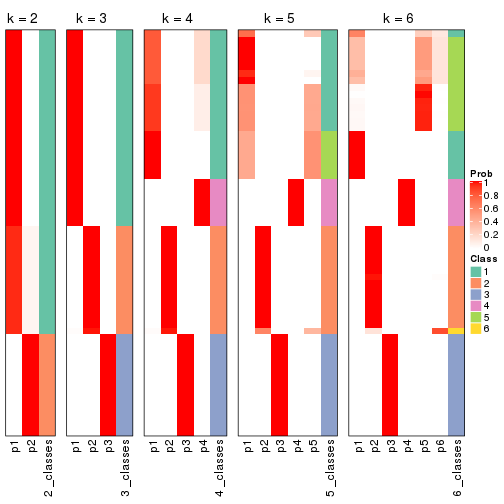 k = 2
k = 3
k = 4
k = 5
k = 6
p1
p2
2_classes
p1
p2
p3
3_classes
p1
p2
p3
p4
4_classes
p1
p2
p3
p4
p5
5_classes
p1
p2
p3
p4
p5
p6
6_classes
Prob
1
0.8
0.6
0.4
0.2
0
Class
1
2
3
4
5
6